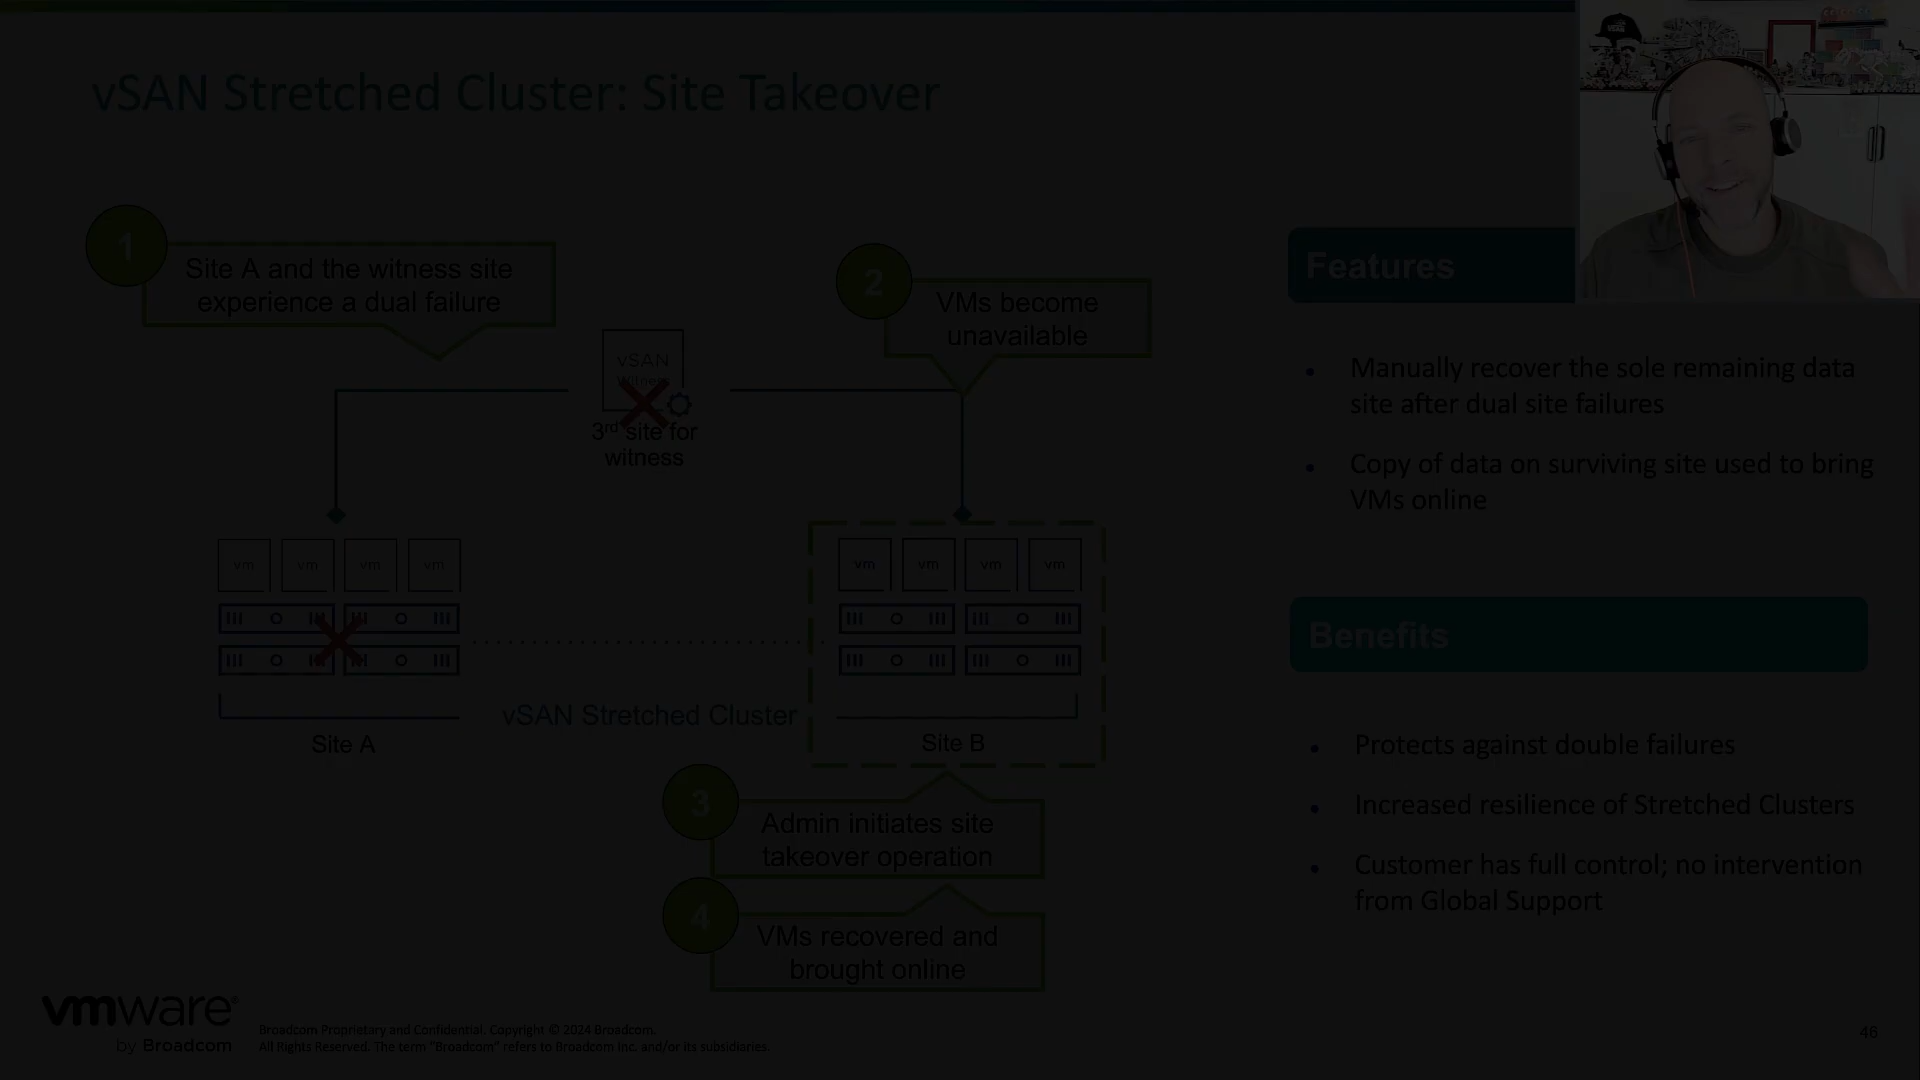 vSAN Stretched Cluster: Site Takeover
1
Site A and the witness site
experience a dual failure
2
VMs become
unavailable
vSAN
Witness
3rd site for
witness
vm vm vm vm
vm vm vm vm
vSAN Stretched Cluster
Site A
Site B
3
Admin initiates site
takeover operation
4
VMs recovered and
brought online
Features
• Manually recover the sole remaining data
site after dual site failures
• Copy of data on surviving site used to bring
VMs online
Benefits
• Protects against double failures
• Increased resilience of Stretched Clusters
• Customer has full control; no intervention
from Global Support
vmware®
by Broadcom
Broadcom Proprietary and Confidential. Copyright © 2024 Broadcom.
All Rights Reserved. The term “Broadcom” refers to Broadcom Inc. and/or its subsidiaries.
46